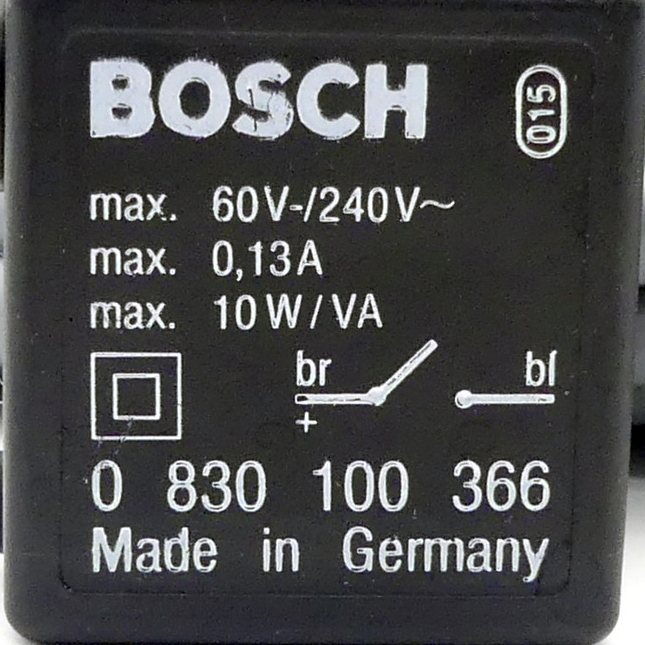 BOSCH
015
max. 60V-/240V~
max. 0,13A
max. 10W/VA
br bl
+
0 830 100 366
Made in Germany